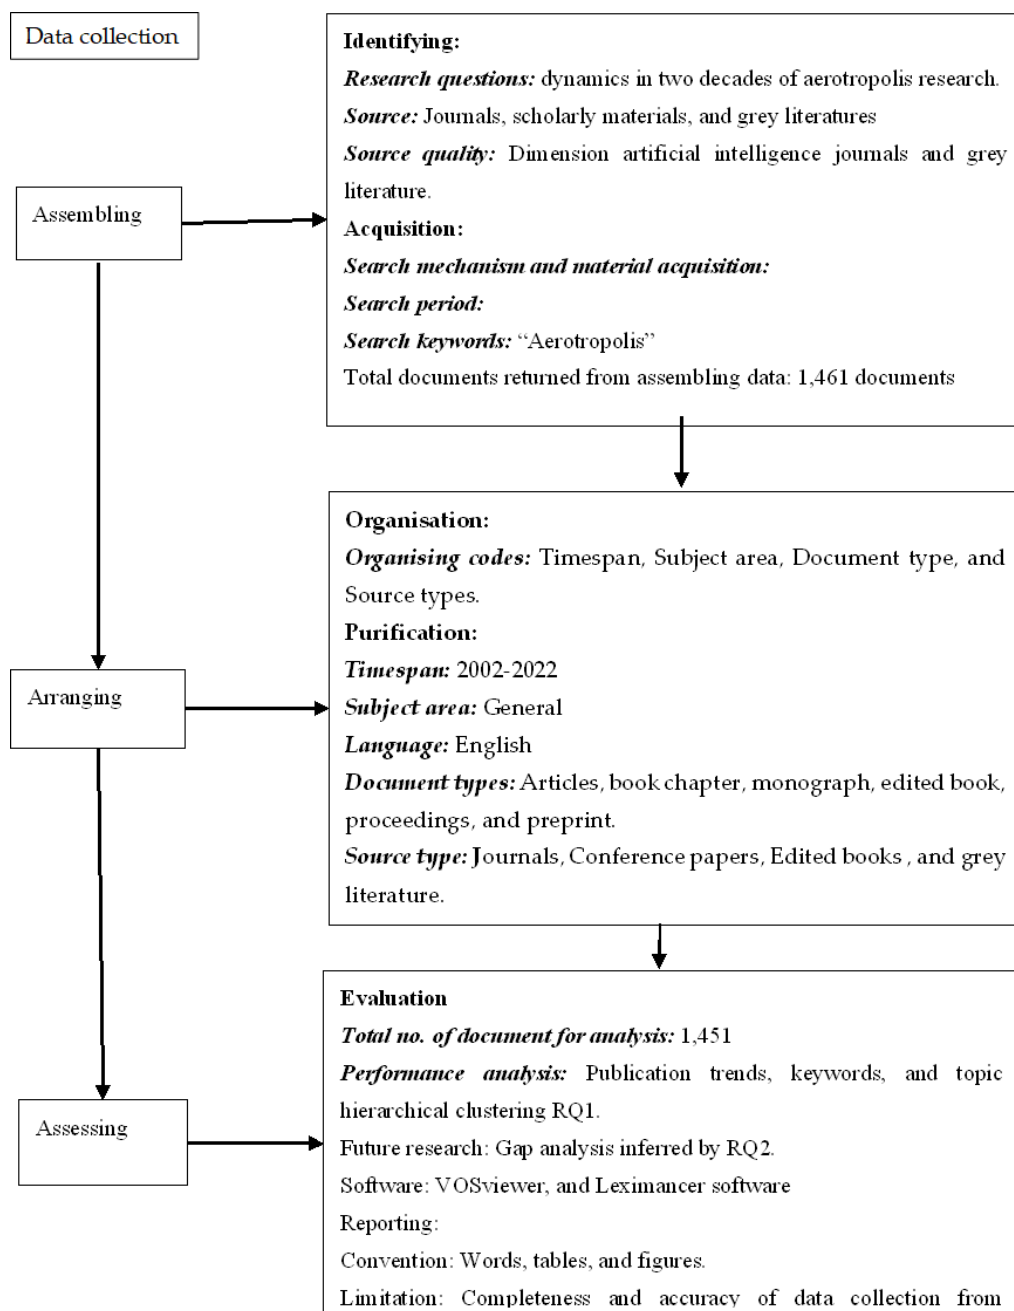 Data collection
Identifying:
Research questions: dynamics in two decades of aerotropolis research.
Source: Journals, scholarly materials, and grey literatures
Source quality: Dimension artificial intelligence journals and grey
literature.
Assembling
Acquisition:
Search mechanism and material acquisition:
Search period:
Search keywords: “Aerotropolis”
Total documents returned from assembling data: 1,461 documents
Organisation:
Organising codes: Timespan, Subject area, Document type, and
Source types.
Purification:
Timespan: 2002-2022
Arranging
Subject area: General
Language: English
Document types: Articles, book chapter, monograph, edited book,
proceedings, and preprint.
Source type: Journals, Conference papers, Edited books , and grey
literature.
Evaluation
Total no. of document for analysis: 1,451
Performance analysis: Publication trends, keywords, and topic
hierarchical clustering RQ1.
Assessing
Future research: Gap analysis inferred by RQ2.
Software: VOSviewer, and Leximancer software
Reporting:
Convention: Words, tables, and figures.
Limitation: Completeness and accuracy of data collection from